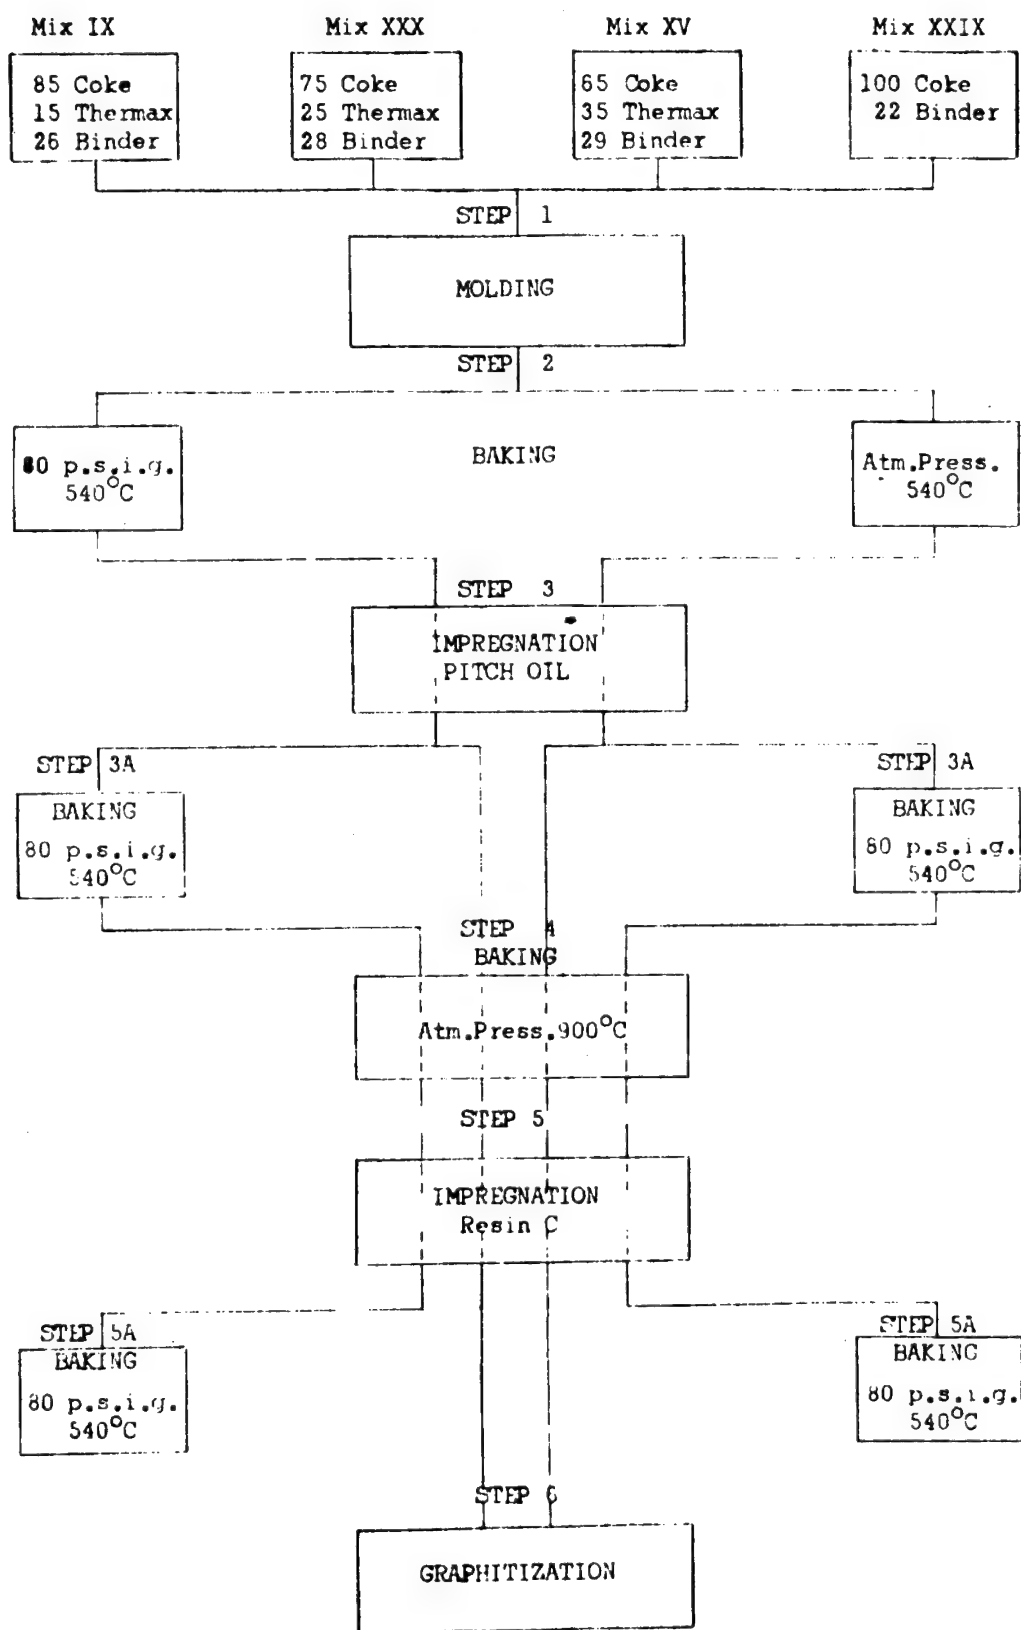 Mix IX
85 Coke
15 Thermax
26 Binder
Mix XXX
75 Coke
25 Thermax
28 Binder
Mix XV
65 Coke
35 Thermax
29 Binder
Mix XXIX
100 Coke
22 Binder
STEP 1
MOLDING
STEP 2
80 p.s.i.g.
540°C
BAKING
Atm.Press.
540°C
STEP 3
IMPREGNATION
PITCH OIL
STEP 3A
BAKING
80 p.s.i.g.
540°C
STEP 3A
BAKING
80 p.s.i.g.
540°C
STEP 4
BAKING
Atm.Press.900°C
STEP 5
IMPREGNATION
Resin C
STEP 5A
BAKING
80 p.s.i.g.
540°C
STEP 5A
BAKING
80 p.s.i.g.
540°C
STEP 6
GRAPHITIZATION